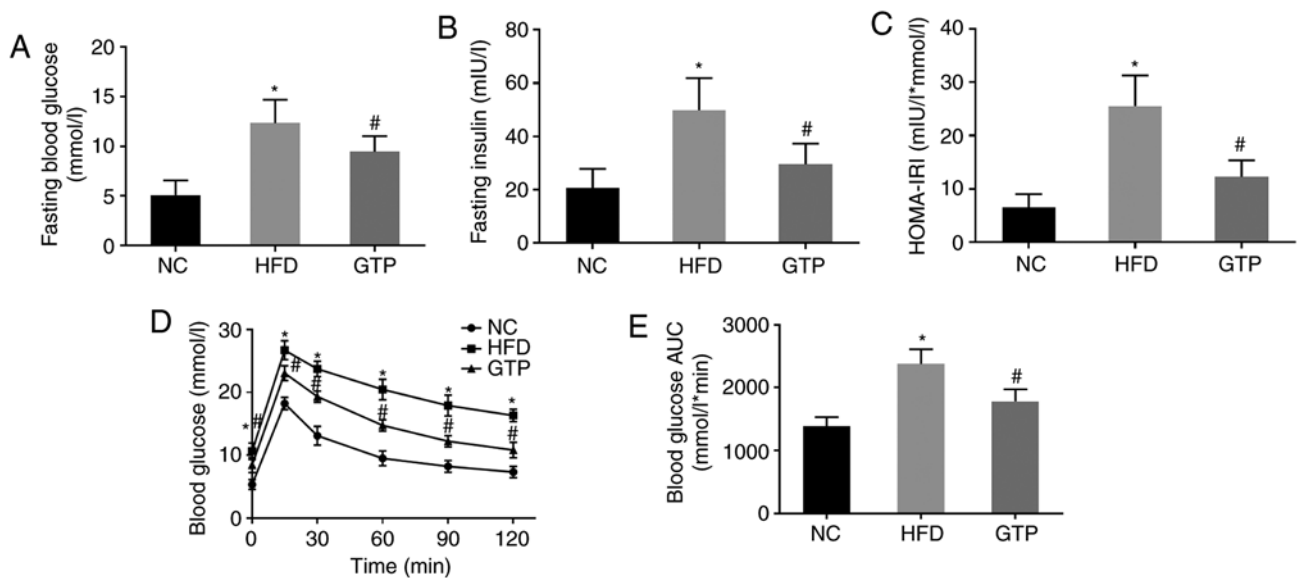 A
Fasting blood glucose
(mmol/l)
20
15
10
5
0
*
#
NC HFD GTP
B
Fasting insulin (mIU/l)
80
60
40
20
0
*
#
NC HFD GTP
C
HOMA-IRI (mIU/l*mmol/l)
40
30
20
10
0
*
#
NC HFD GTP
D
Blood glucose (mmol/l)
30
20
10
0
NC
HFD
GTP
* * * * * *
# # # # # #
0 30 60 90 120
Time (min)
E
Blood glucose AUC
(mmol/l*min)
3000
2000
1000
0
*
#
NC HFD GTP